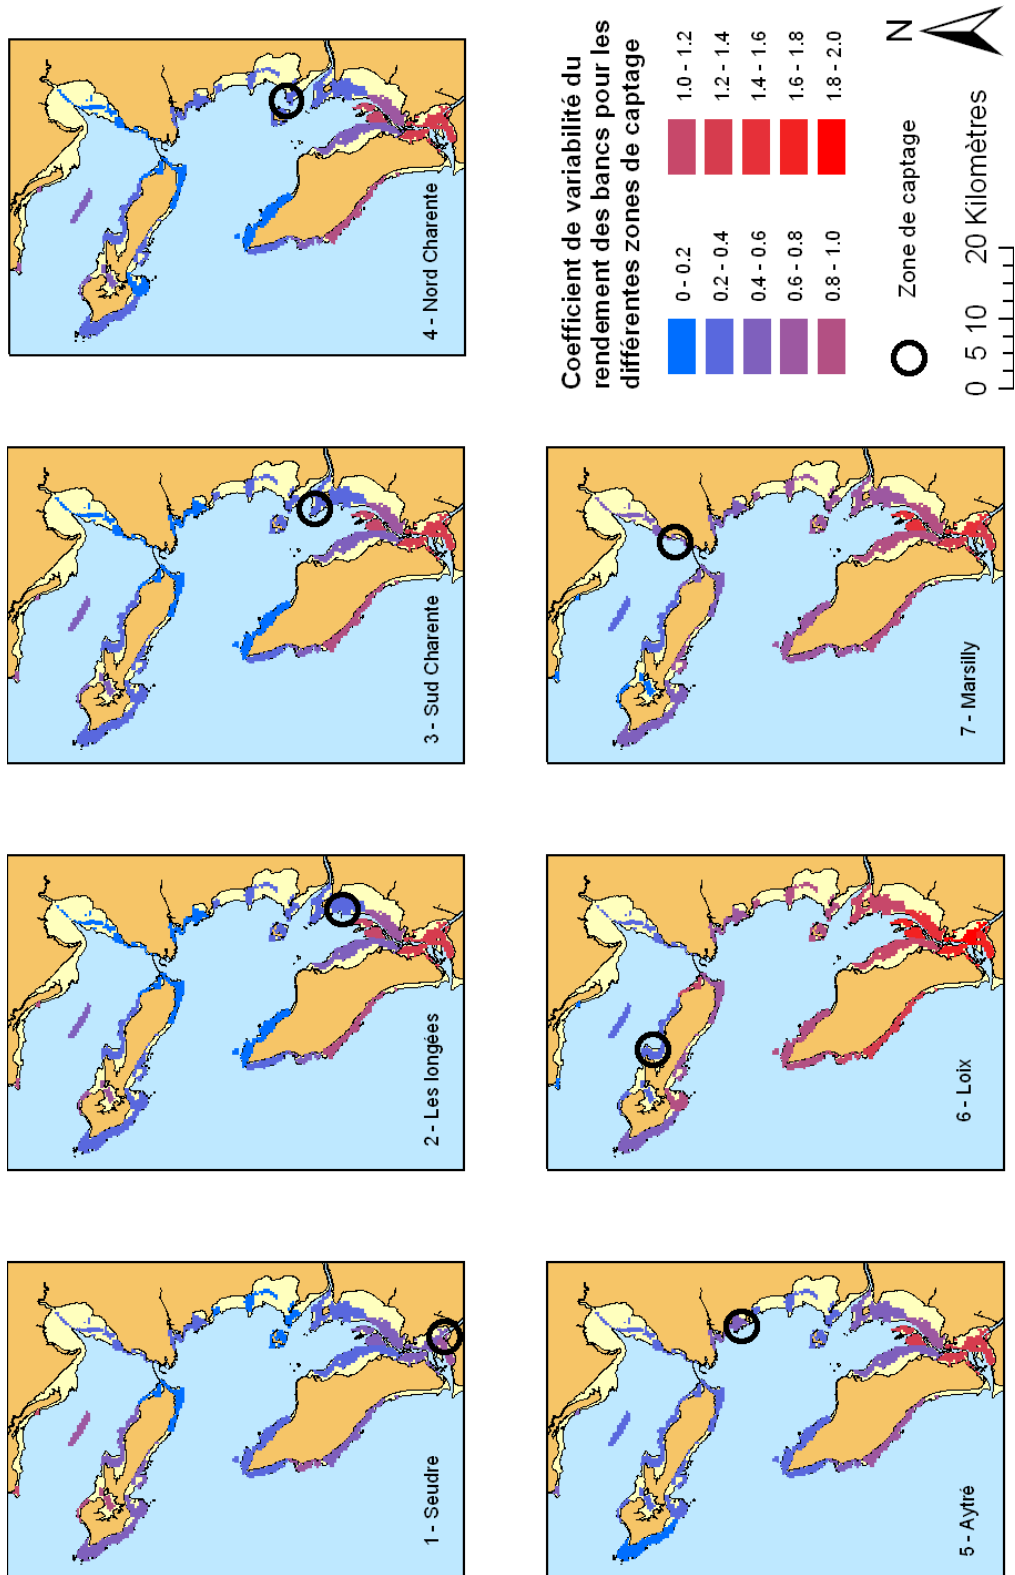 1 - Seudre
2 - Les longées
3 - Sud Charente
4 - Nord Charente
5 - Aytré
6 - Loix
7 - Marsilly
Coefficient de variabilité du
rendement des bancs pour les
différentes zones de captage
0 - 0.2
0.2 - 0.4
0.4 - 0.6
0.6 - 0.8
0.8 - 1.0
1.0 - 1.2
1.2 - 1.4
1.4 - 1.6
1.6 - 1.8
1.8 - 2.0
Zone de captage
N
0 5 10 20 Kilomètres